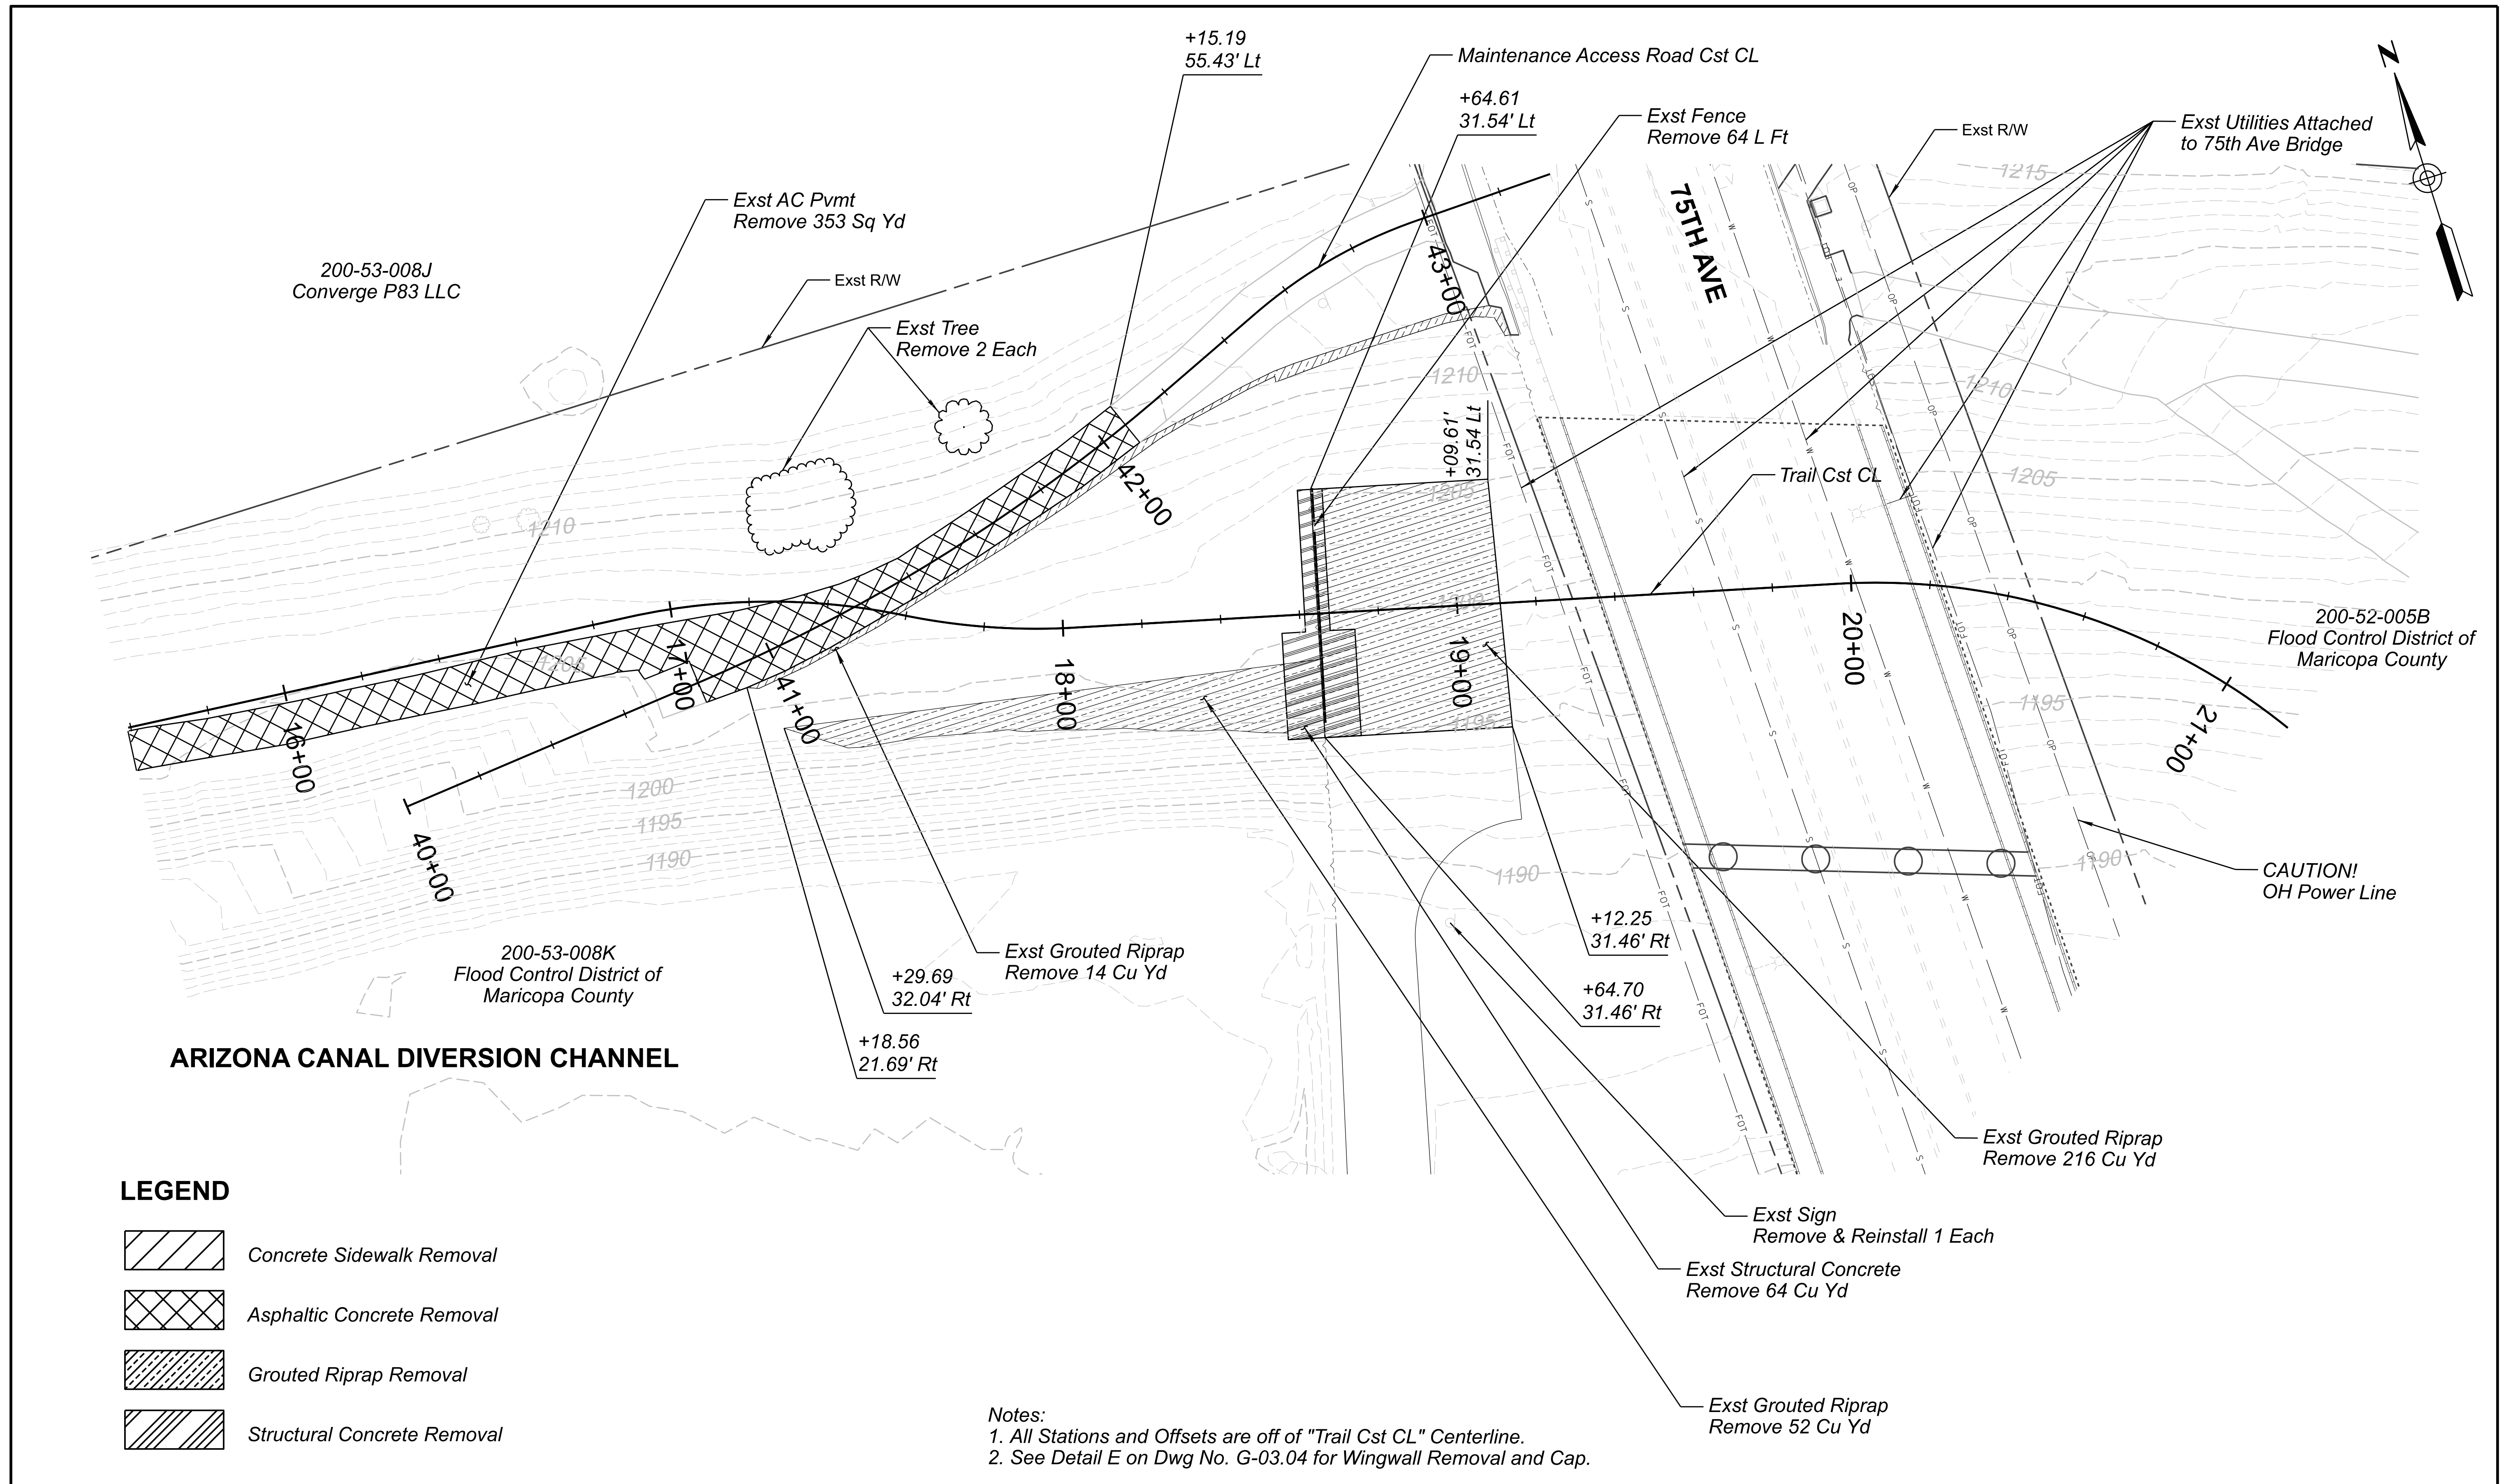 +15.19
55.43' Lt
Maintenance Access Road Cst CL
+64.61
31.54' Lt
Exst Fence
Remove 64 L Ft
Exst R/W
Exst Utilities Attached
to 75th Ave Bridge
N
Exst AC Pvmt
Remove 353 Sq Yd
200-53-008J
Converge P83 LLC
Exst R/W
Exst Tree
Remove 2 Each
75TH AVE
43+00
1215
1210
1210
1210
+09.61'
31.54 Lt
Trail Cst CL
42+00
1205
1205
1205
1200
200-52-005B
Flood Control District of
Maricopa County
16+00
17+00
41+00
18+00
19+00
20+00
21+00
1195
1195
40+00
1200
1195
1190
1190
1190
CAUTION!
OH Power Line
+12.25
31.46' Rt
+64.70
31.46' Rt
Exst Grouted Riprap
Remove 14 Cu Yd
+29.69
32.04' Rt
+18.56
21.69' Rt
200-53-008K
Flood Control District of
Maricopa County
ARIZONA CANAL DIVERSION CHANNEL
Exst Grouted Riprap
Remove 216 Cu Yd
Exst Sign
Remove & Reinstall 1 Each
Exst Structural Concrete
Remove 64 Cu Yd
Exst Grouted Riprap
Remove 52 Cu Yd
LEGEND
Concrete Sidewalk Removal
Asphaltic Concrete Removal
Grouted Riprap Removal
Structural Concrete Removal
Notes:
1. All Stations and Offsets are off of "Trail Cst CL" Centerline.
2. See Detail E on Dwg No. G-03.04 for Wingwall Removal and Cap.